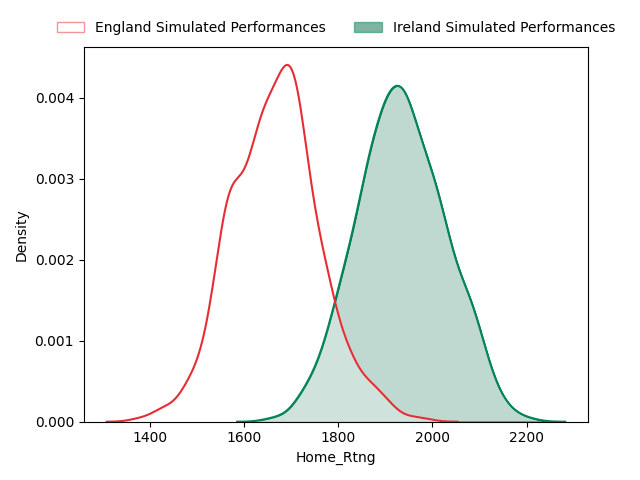 England Simulated Performances
Ireland Simulated Performances
0.004
0.003
0.002
0.001
0.000
Density
1400
1600
1800
2000
2200
Home_Rtng